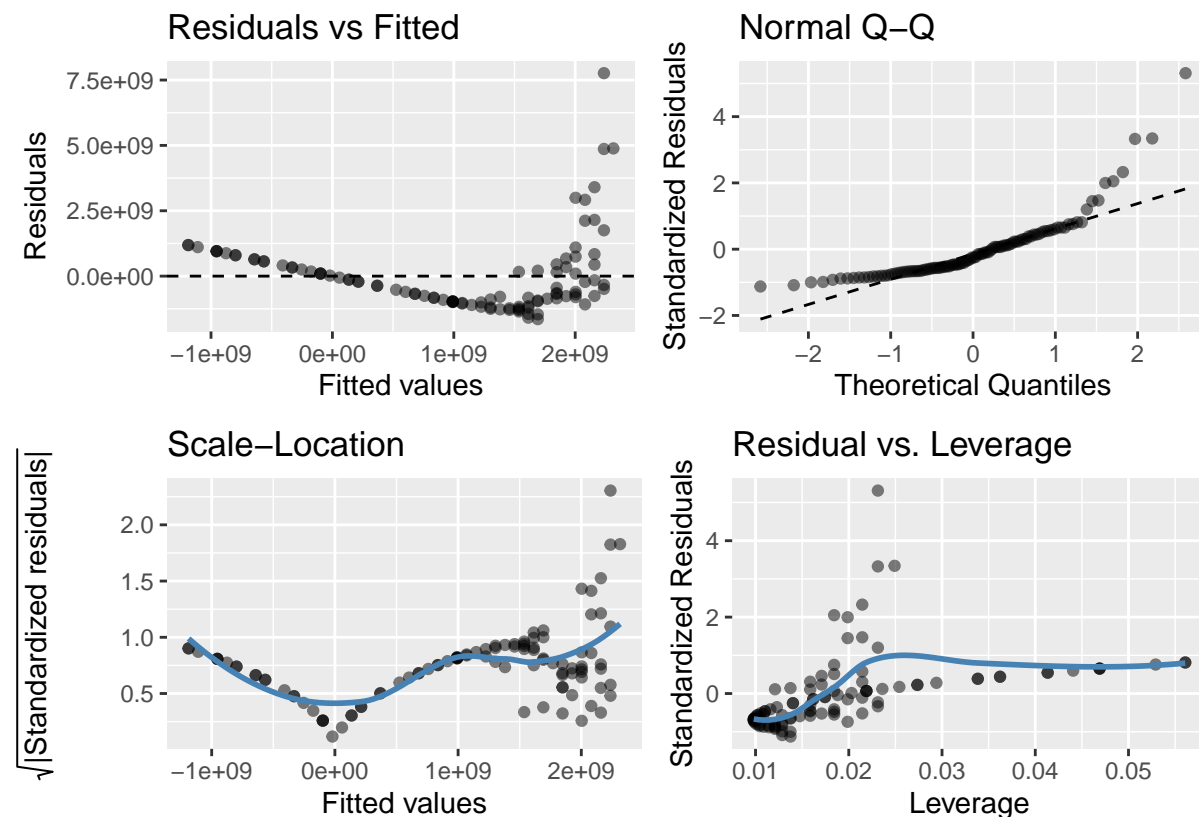 Residuals vs Fitted
Residuals
7.5e+09
5.0e+09
2.5e+09
0.0e+00
−1e+09 0e+00 1e+09 2e+09
Fitted values
Normal Q−Q
Standardized Residuals
4
2
0
−2
−2 −1 0 1 2
Theoretical Quantiles
Scale−Location
√|Standardized residuals|
2.0
1.5
1.0
0.5
−1e+09 0e+00 1e+09 2e+09
Fitted values
Residual vs. Leverage
Standardized Residuals
4
2
0
0.01 0.02 0.03 0.04 0.05
Leverage